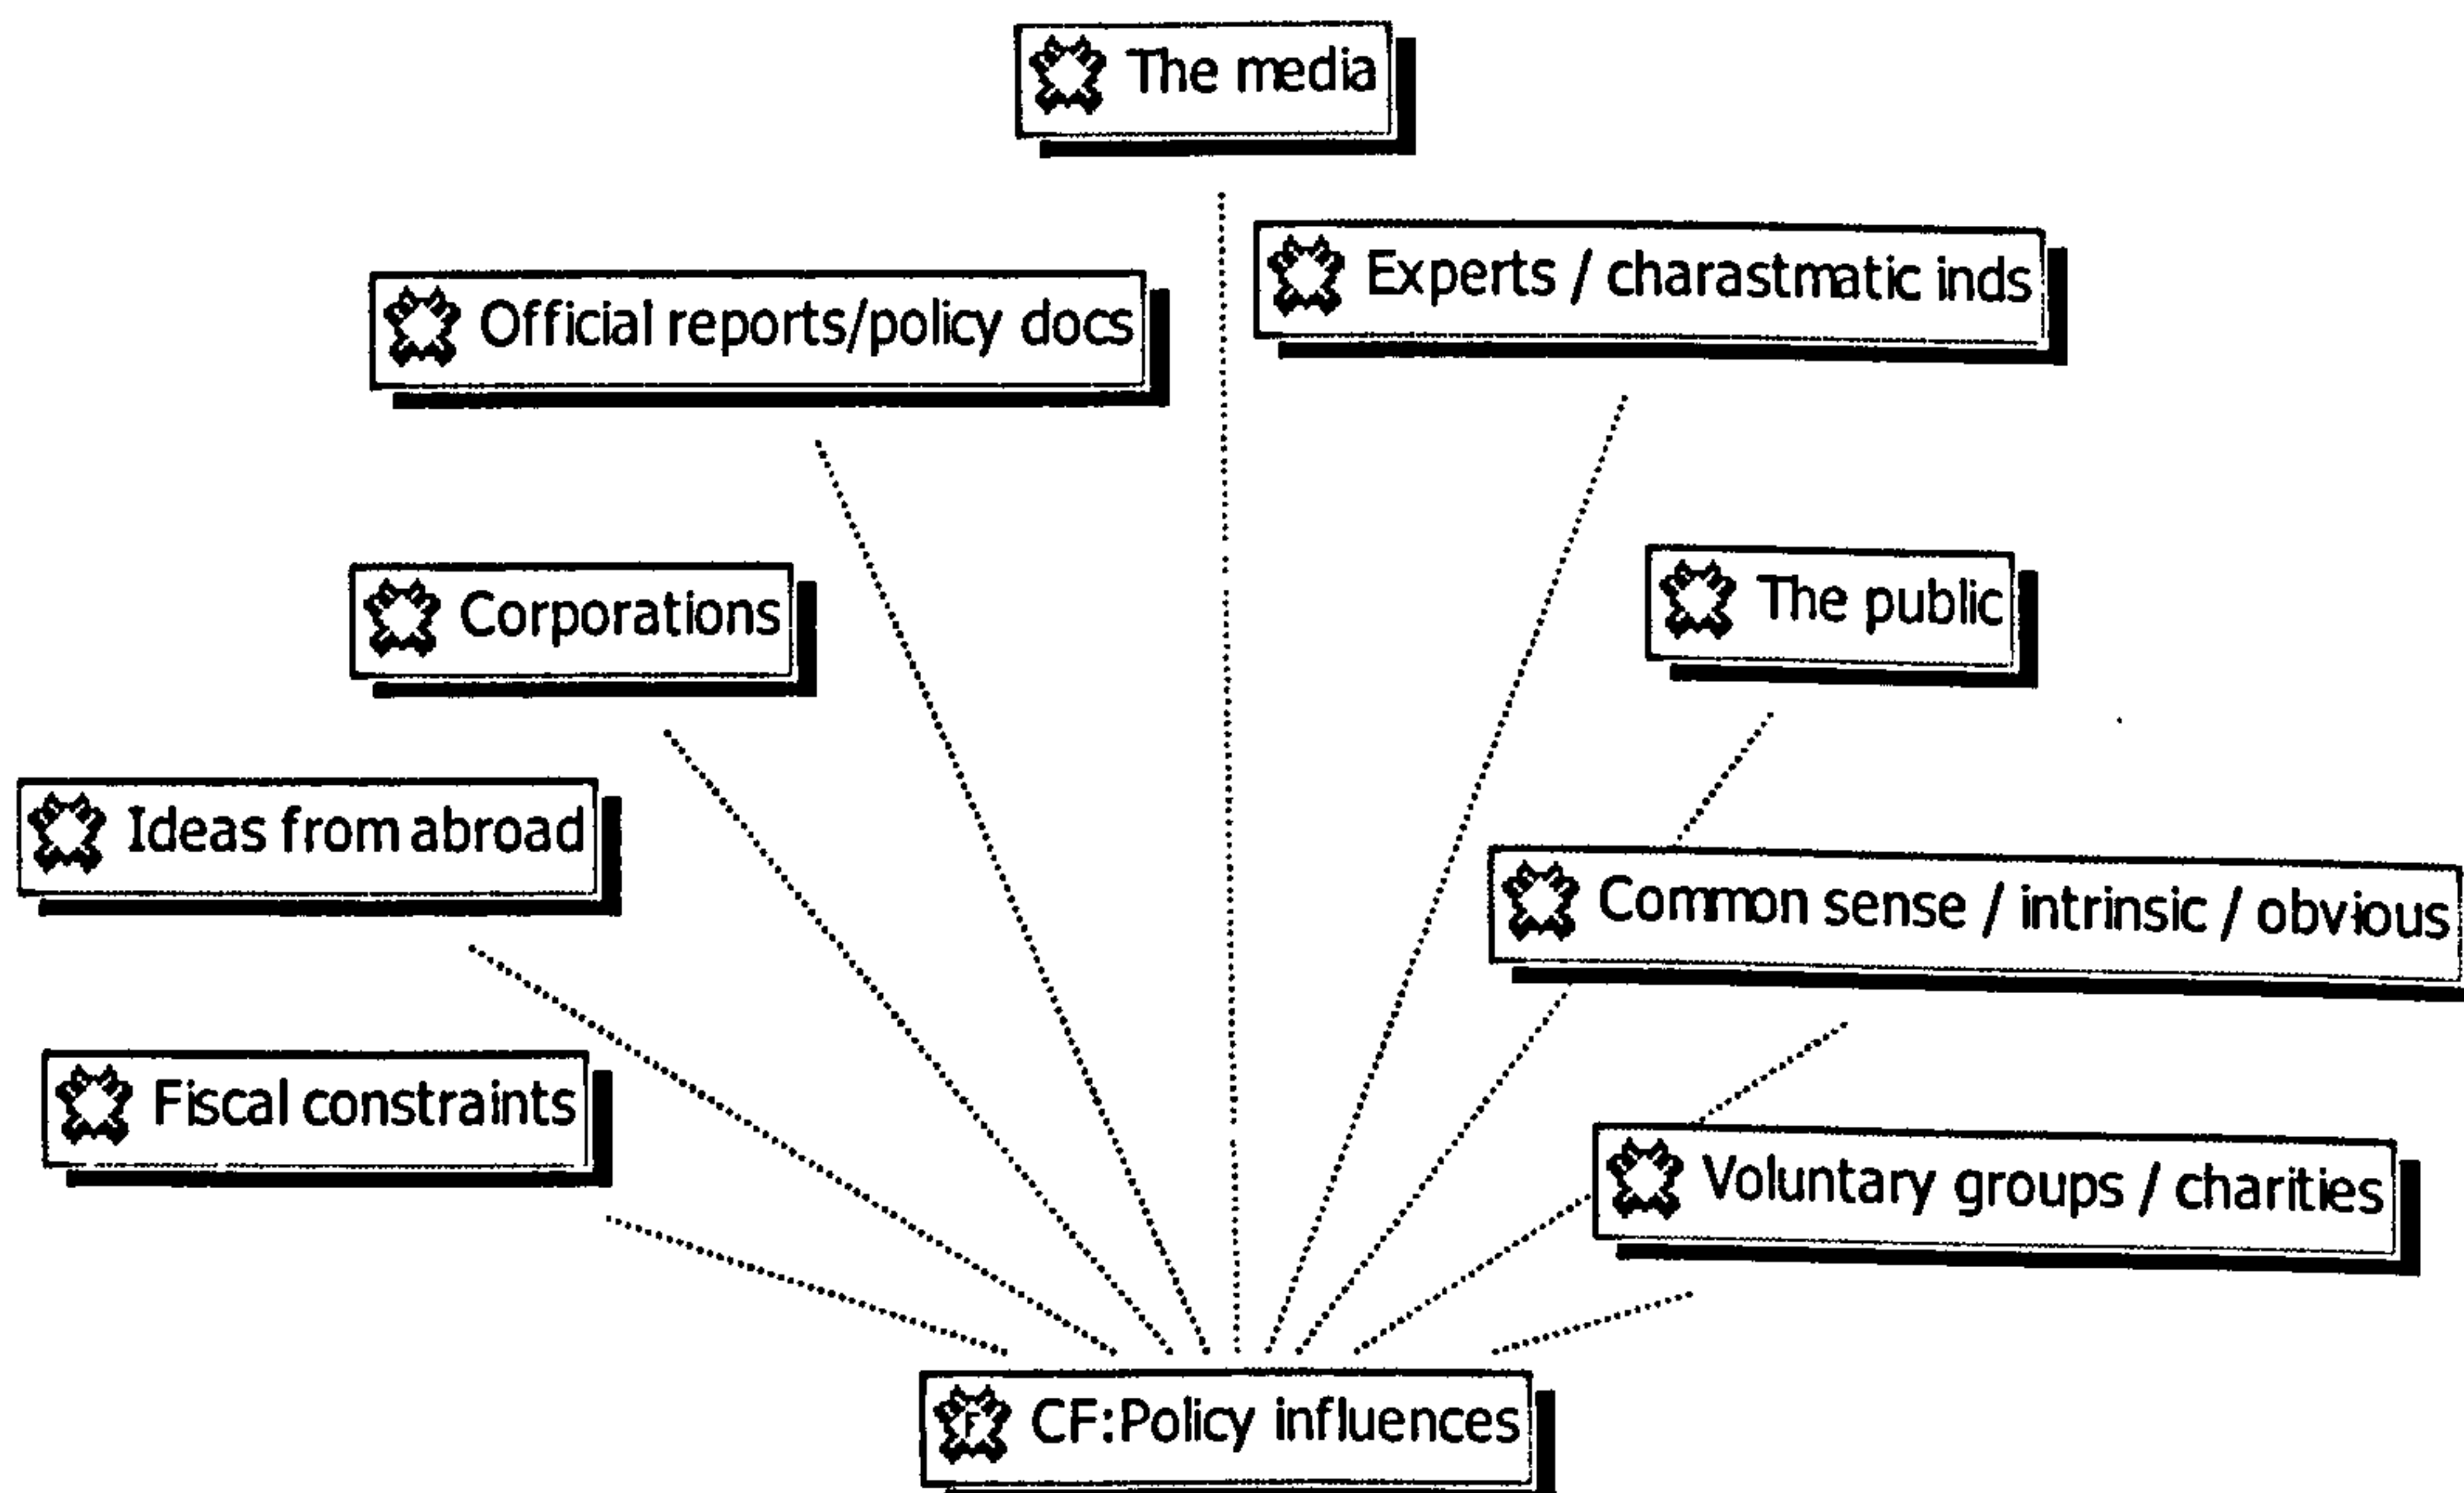 The media
Experts / charastmatic inds
Official reports/policy docs
The public
Corporations
Ideas from abroad
Common sense / intrinsic / obvious
Fiscal constraints
Voluntary groups / charities
F
CF:Policy influences